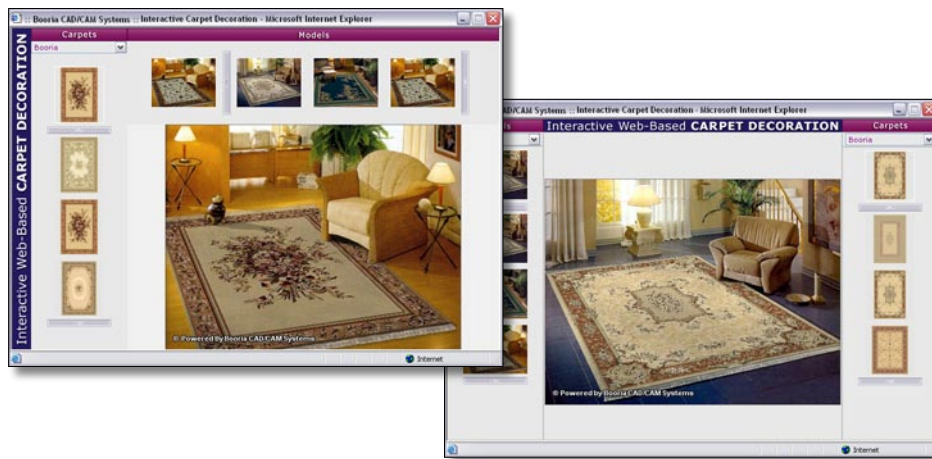 :: Booria CAD/CAM Systems :: Interactive Carpet Decoration - Microsoft Internet Explorer
Carpets
Models
Booria
Interactive Web-Based CARPET DECORATION
© Powered by Booria CAD/CAM Systems
Internet
CAD/CAM Systems :: Interactive Carpet Decoration - Microsoft Internet Explorer
Interactive Web-Based CARPET DECORATION
Carpets
Booria
© Powered by Booria CAD/CAM Systems
Internet